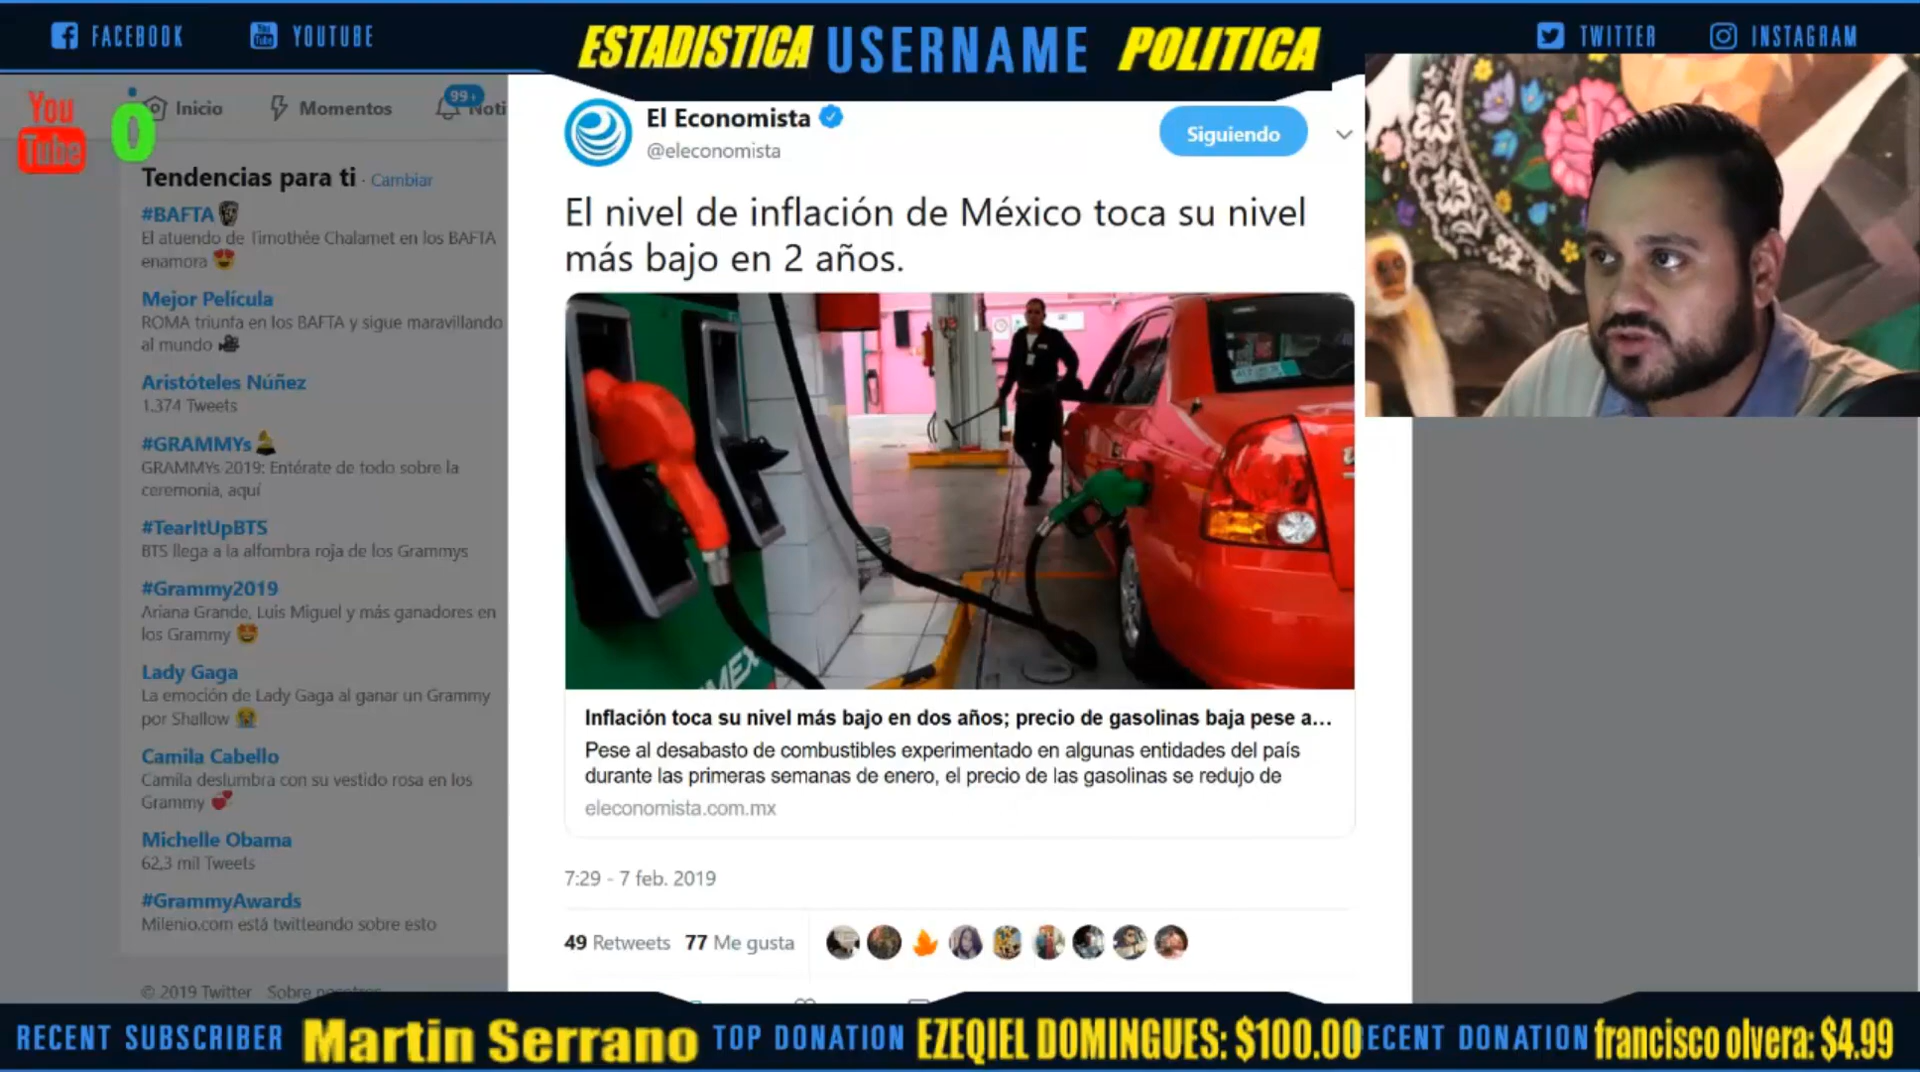 FACEBOOK
YOUTUBE
ESTADISTICA USERNAME POLITICA
TWITTER
INSTAGRAM
You
Tube
0
Inicio
Momentos
99+
Noti
Tendencias para ti · Cambiar
#BAFTA
El atuendo de Timothée Chalamet en los BAFTA
enamora
Mejor Película
ROMA triunfa en los BAFTA y sigue maravillando
al mundo
Aristóteles Núñez
1.374 Tweets
#GRAMMYs
GRAMMYs 2019: Entérate de todo sobre la
ceremonia, aquí
#TearItUpBTS
BTS llega a la alfombra roja de los Grammys
#Grammy2019
Ariana Grande, Luis Miguel y más ganadores en
los Grammy
Lady Gaga
La emoción de Lady Gaga al ganar un Grammy
por Shallow
Camila Cabello
Camila deslumbra con su vestido rosa en los
Grammy
Michelle Obama
62,3 mil Tweets
#GrammyAwards
Milenio.com está twitteando sobre esto
© 2019 Twitter Sobre nosotros
El Economista
@eleconomista
Siguiendo
El nivel de inflación de México toca su nivel
más bajo en 2 años.
MEX
Inflación toca su nivel más bajo en dos años; precio de gasolinas baja pese a...
Pese al desabasto de combustibles experimentado en algunas entidades del país
durante las primeras semanas de enero, el precio de las gasolinas se redujo de
eleconomista.com.mx
7:29 - 7 feb. 2019
49 Retweets 77 Me gusta
RECENT SUBSCRIBER Martin Serrano TOP DONATION EZEQIEL DOMINGUES: $100.00 ECENT DONATION francisco olvera: $4.99